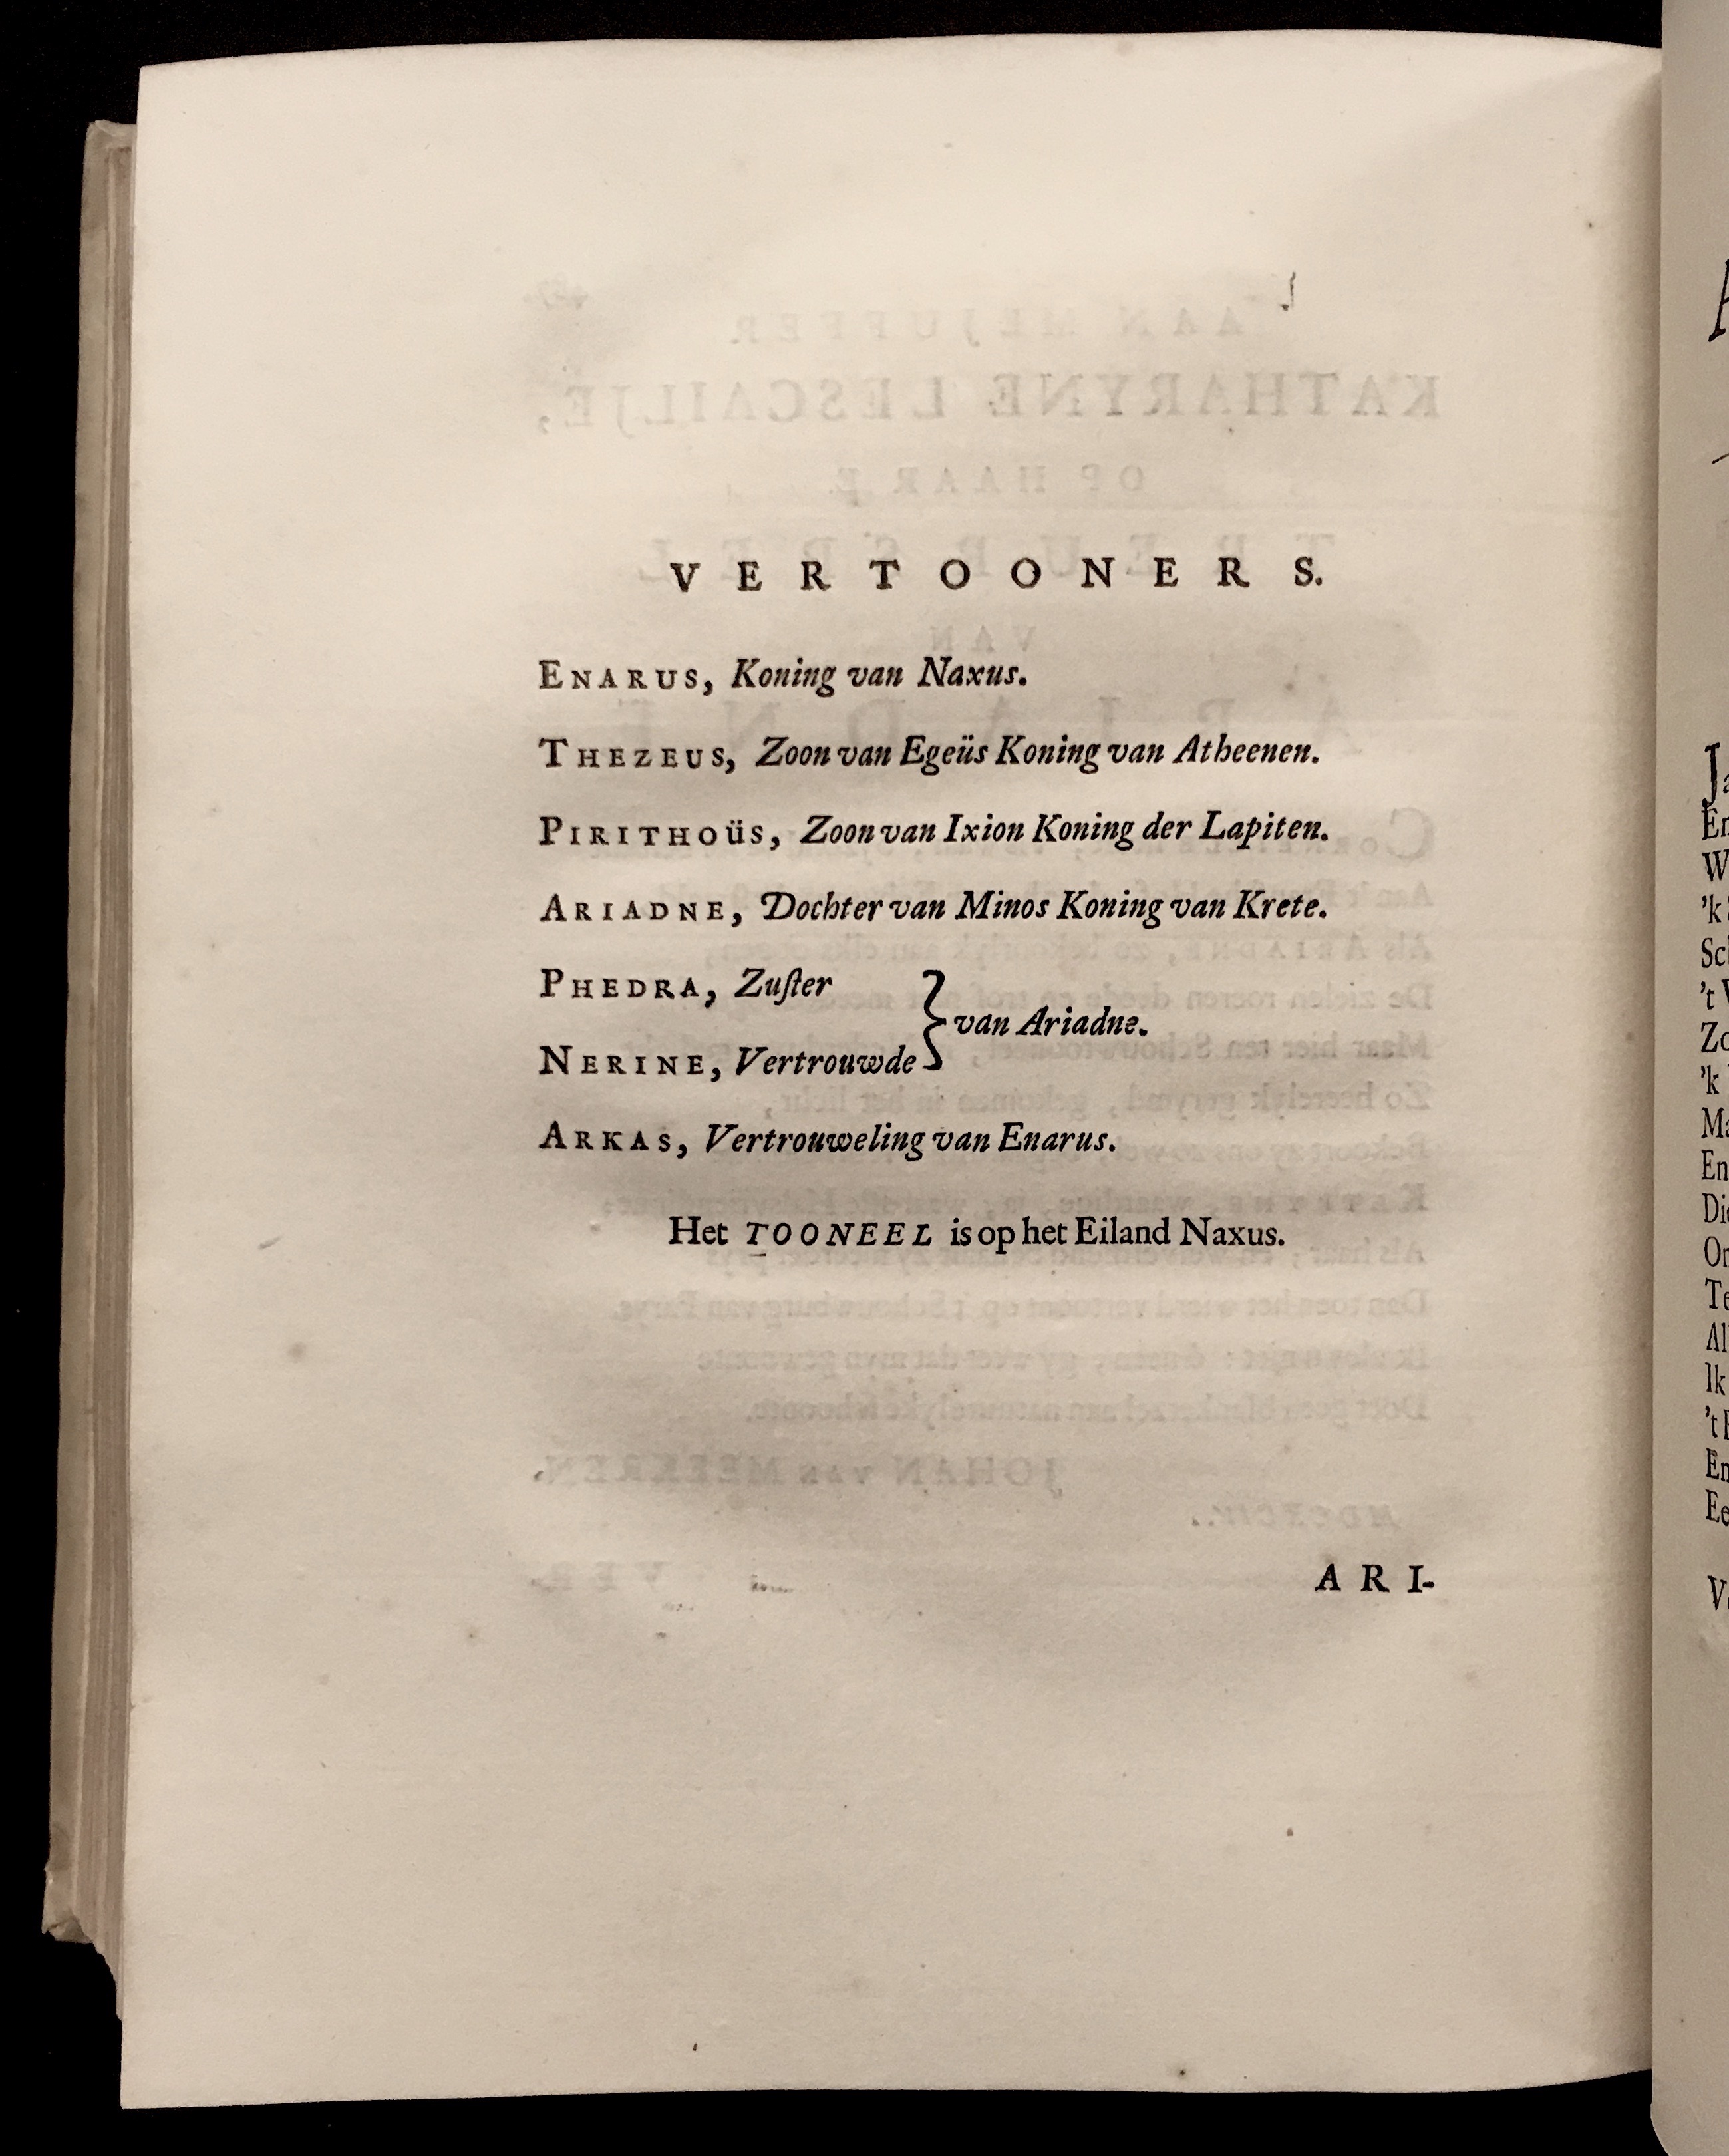 VERTOONERS.
ENARUS, Koning van Naxus.
THEZEUS, Zoon van Egeüs Koning van Atheenen.
PIRITHOÜS, Zoon van Ixion Koning der Lapiten.
ARIADNE, Dochter van Minos Koning van Krete.
PHEDRA, Zuſter
van Ariadne.
NERINE, Vertrouwde
ARKAS, Vertrouweling van Enarus.
Het TOONEEL is op het Eiland Naxus.
ARI-